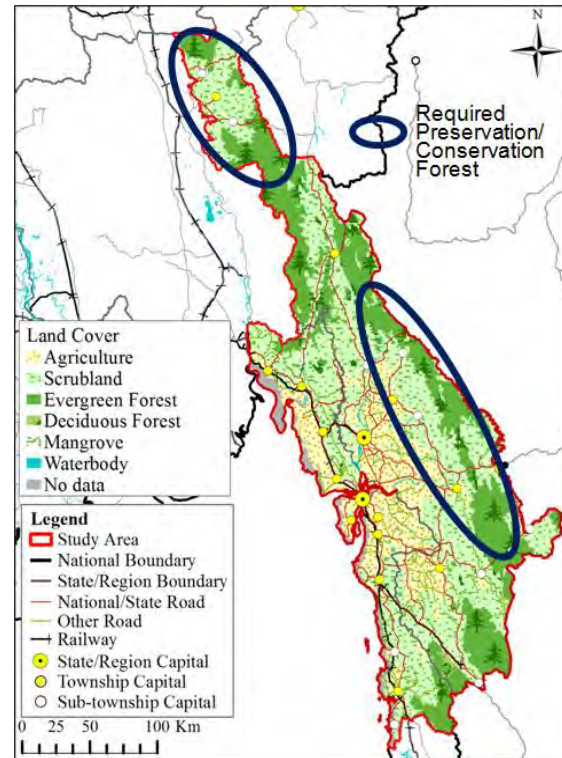 N
Required
Preservation/
Conservation
Forest
Land Cover
Agriculture
Scrubland
Evergreen Forest
Deciduous Forest
Mangrove
Waterbody
No data
Legend
Study Area
National Boundary
State/Region Boundary
National/State Road
Other Road
Railway
State/Region Capital
Township Capital
Sub-township Capital
0 25 50 100 Km